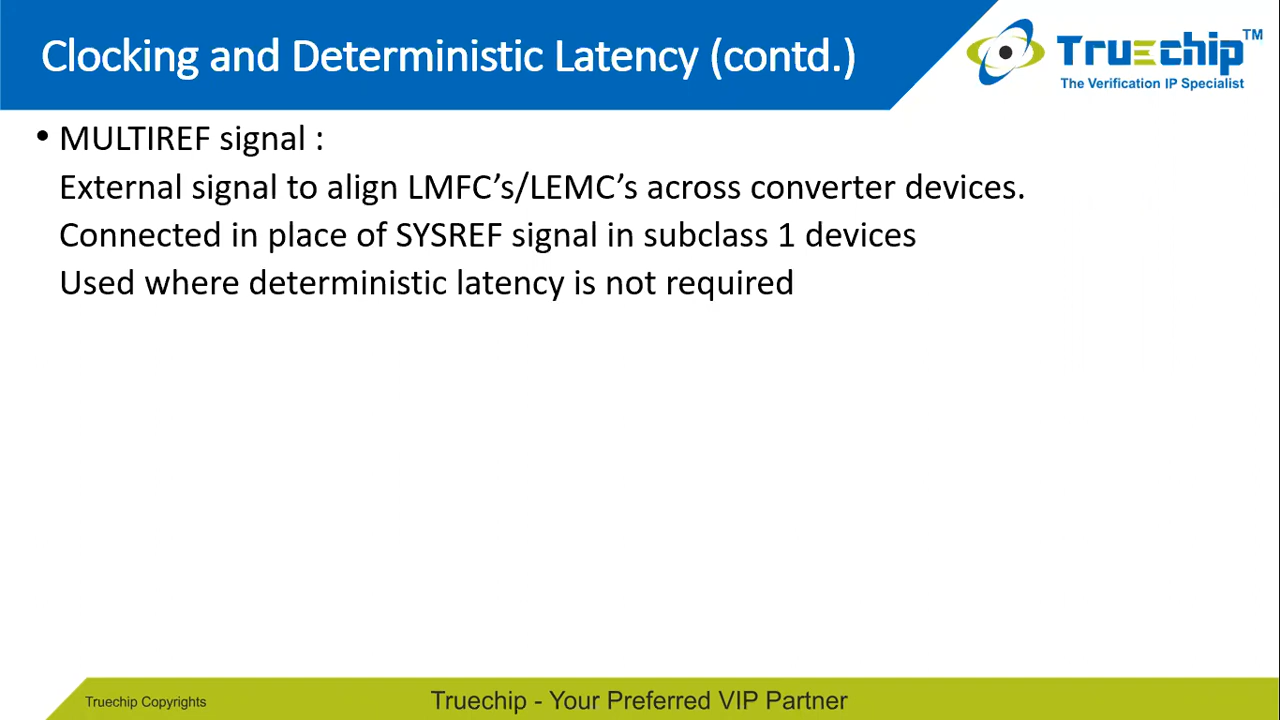 Clocking and Deterministic Latency (contd.)
Truechip™
The Verification IP Specialist
• MULTIREF signal :
External signal to align LMFC’s/LEMC’s across converter devices.
Connected in place of SYSREF signal in subclass 1 devices
Used where deterministic latency is not required
Truechip Copyrights
Truechip - Your Preferred VIP Partner